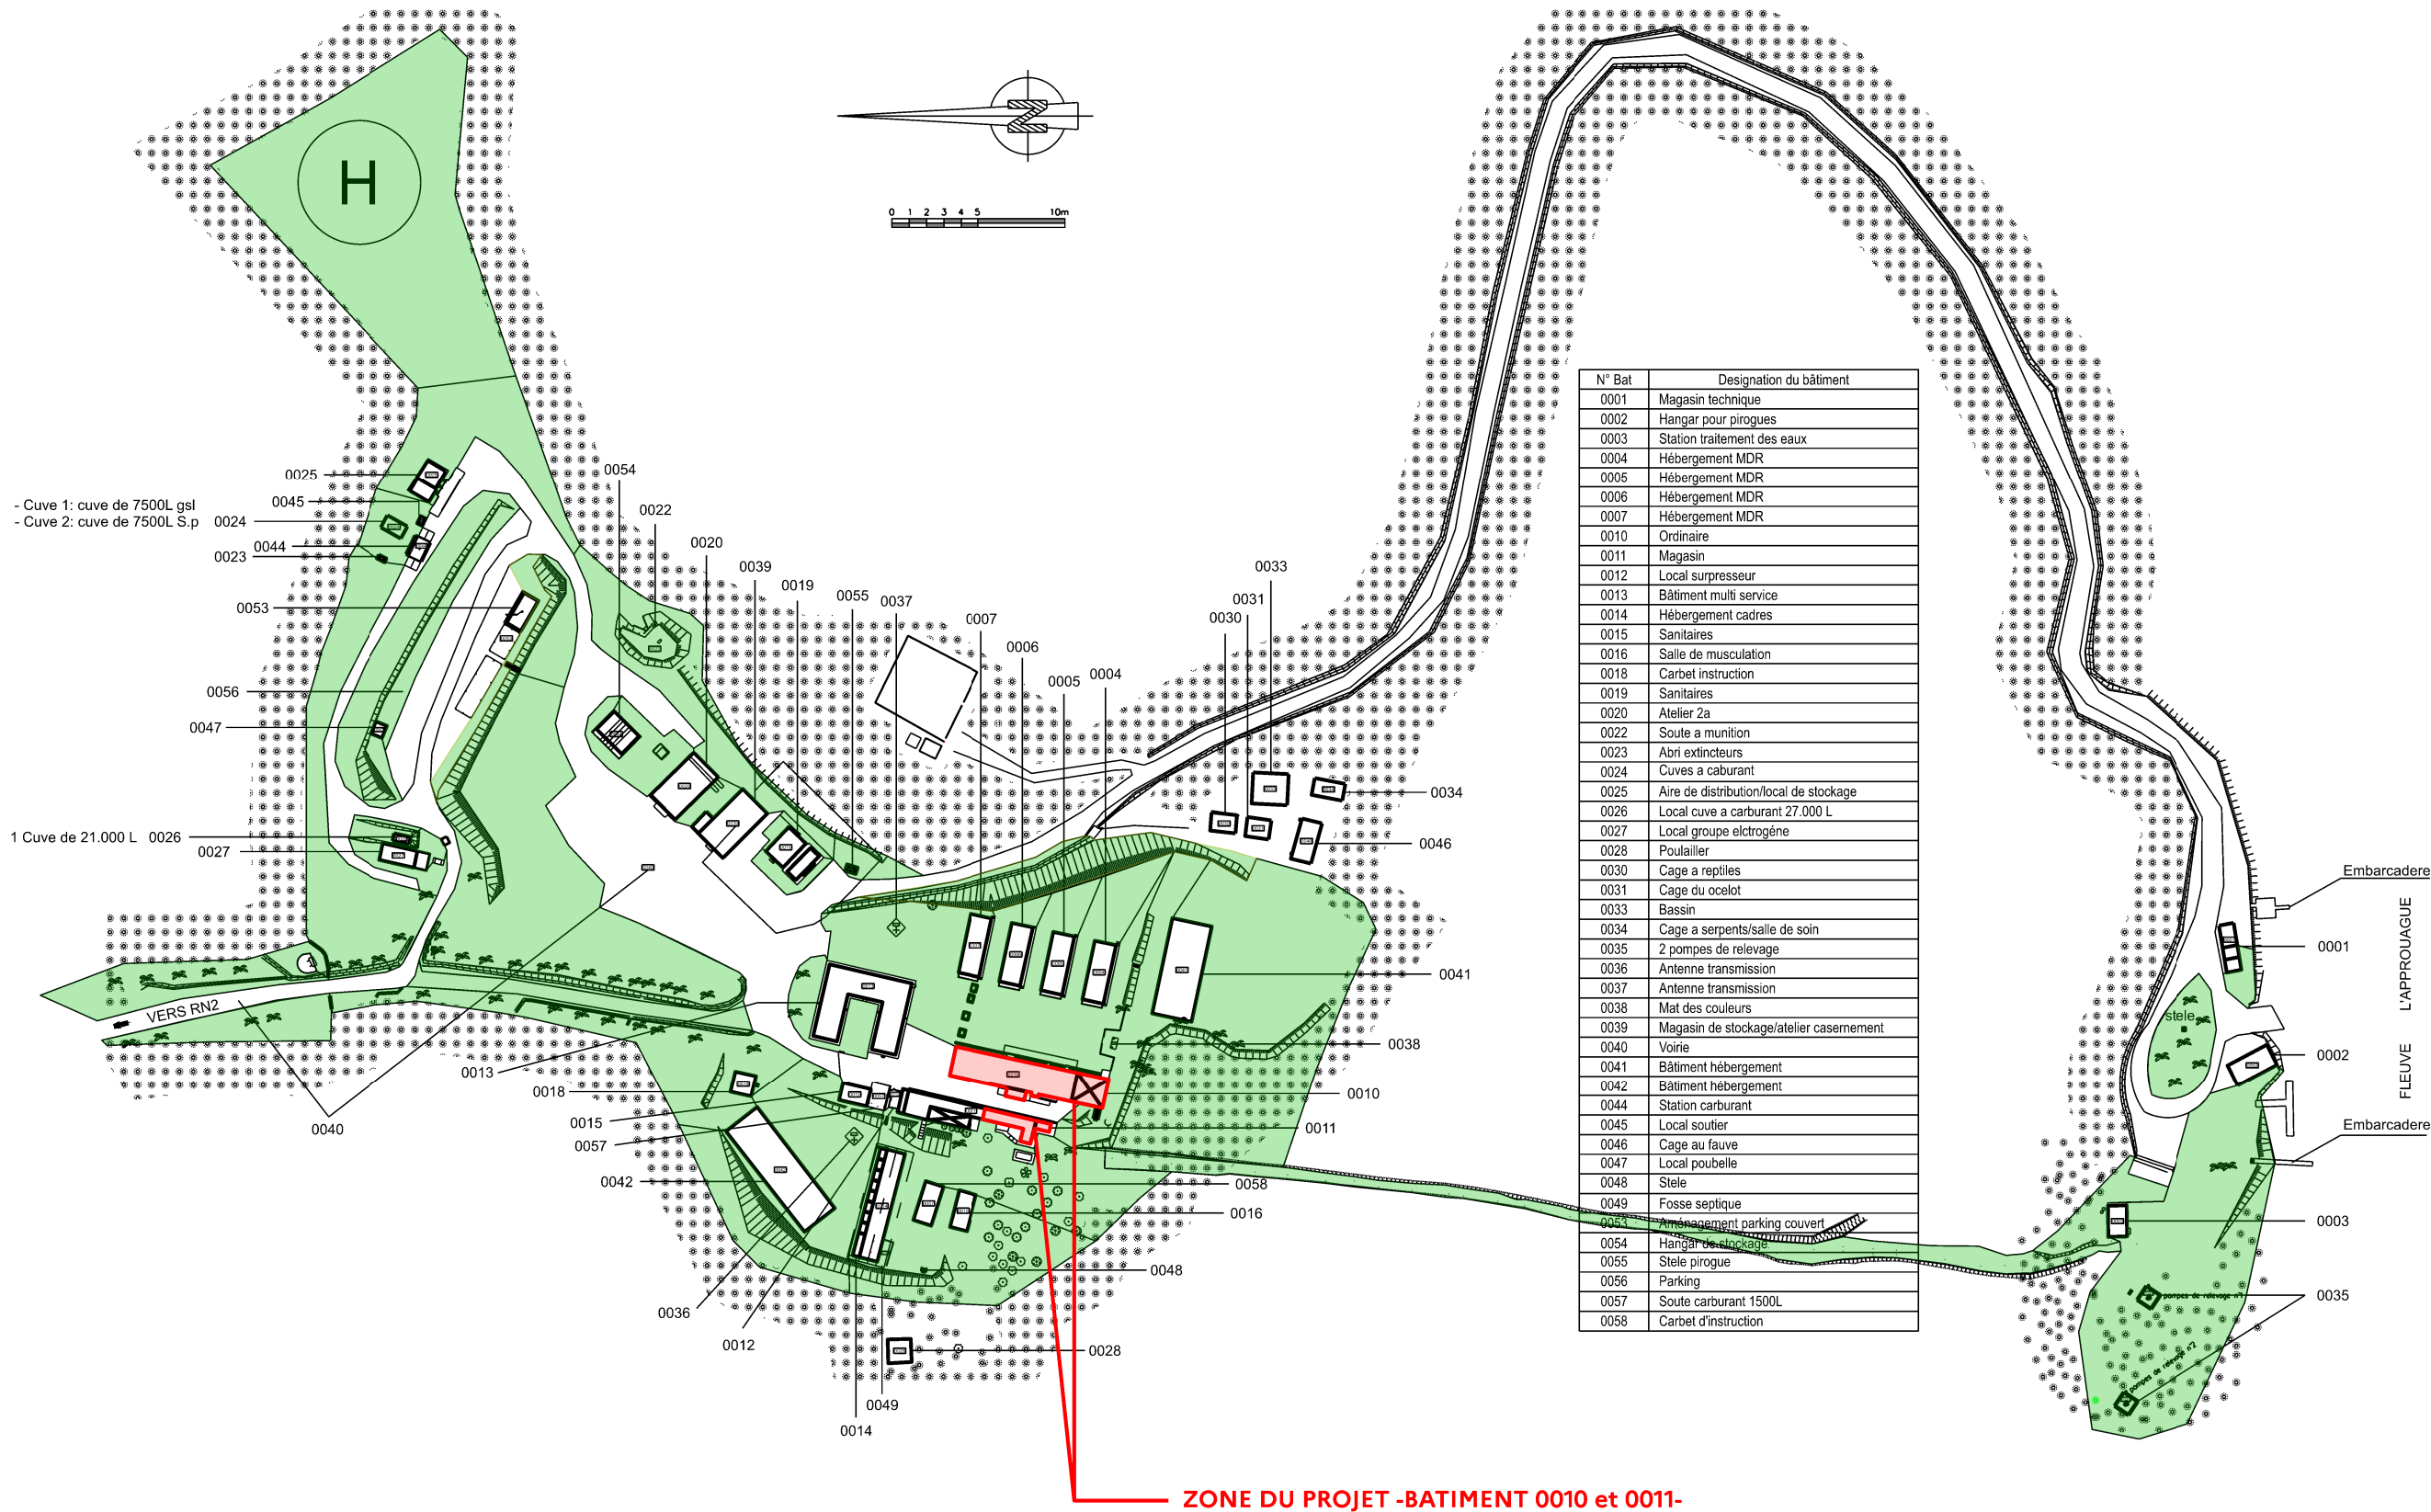 H
N
0 1 2 3 4 5 10m
0054
0025
0045
0022
- Cuve 1: cuve de 7500L gsl
- Cuve 2: cuve de 7500L S.p
0024
0044
0023
0020
0039
0033
0019
0055
0037
0031
0053
0007
0030
0006
0005
0004
0056
0047
0034
1 Cuve de 21.000 L 0026
0027
0046
Embarcadere
L'APPROUAGUE
0001
0041
VERS RN2
stele
0038
0002
FLEUVE
0013
0018
0010
0015
0040
0011
Embarcadere
0057
0042
0058
0016
0003
0048
pompes de relevage n°1
0035
0036
0012
0028
pompes de relevage n°2
0049
0014
N° Bat Designation du bâtiment
0001 Magasin technique
0002 Hangar pour pirogues
0003 Station traitement des eaux
0004 Hébergement MDR
0005 Hébergement MDR
0006 Hébergement MDR
0007 Hébergement MDR
0010 Ordinaire
0011 Magasin
0012 Local surpresseur
0013 Bâtiment multi service
0014 Hébergement cadres
0015 Sanitaires
0016 Salle de musculation
0018 Carbet instruction
0019 Sanitaires
0020 Atelier 2a
0022 Soute a munition
0023 Abri extincteurs
0024 Cuves a caburant
0025 Aire de distribution/local de stockage
0026 Local cuve a carburant 27.000 L
0027 Local groupe elctrogéne
0028 Poulailler
0030 Cage a reptiles
0031 Cage du ocelot
0033 Bassin
0034 Cage a serpents/salle de soin
0035 2 pompes de relevage
0036 Antenne transmission
0037 Antenne transmission
0038 Mat des couleurs
0039 Magasin de stockage/atelier casernement
0040 Voirie
0041 Bâtiment hébergement
0042 Bâtiment hébergement
0044 Station carburant
0045 Local soutier
0046 Cage au fauve
0047 Local poubelle
0048 Stele
0049 Fosse septique
0053 Aménagement parking couvert
0054 Hangar de stockage
0055 Stele pirogue
0056 Parking
0057 Soute carburant 1500L
0058 Carbet d'instruction
ZONE DU PROJET -BATIMENT 0010 et 0011-